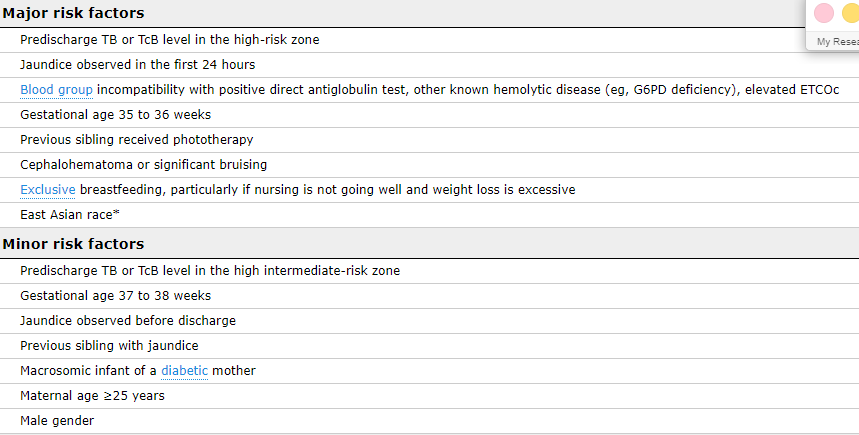 Major risk factors
My Resea
Predischarge TB or TcB level in the high-risk zone
Jaundice observed in the first 24 hours
Blood group incompatibility with positive direct antiglobulin test, other known hemolytic disease (eg, G6PD deficiency), elevated ETCOc
Gestational age 35 to 36 weeks
Previous sibling received phototherapy
Cephalohematoma or significant bruising
Exclusive breastfeeding, particularly if nursing is not going well and weight loss is excessive
East Asian race*
Minor risk factors
Predischarge TB or TcB level in the high intermediate-risk zone
Gestational age 37 to 38 weeks
Jaundice observed before discharge
Previous sibling with jaundice
Macrosomic infant of a diabetic mother
Maternal age ≥25 years
Male gender